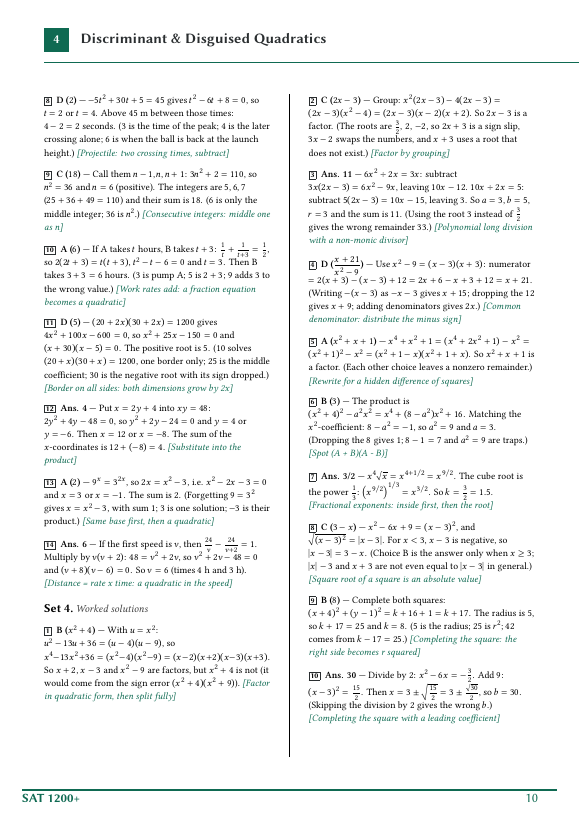 4 Discriminant & Disguised Quadratics
8 D (2) — −5t² + 30t + 5 = 45 gives t² − 6t + 8 = 0, so
t = 2 or t = 4. Above 45 m between those times:
4 − 2 = 2 seconds. (3 is the time of the peak; 4 is the later
crossing alone; 6 is when the ball is back at the launch
height.) [Projectile: two crossing times, subtract]
9 C (18) — Call them n − 1, n, n + 1: 3n² + 2 = 110, so
n² = 36 and n = 6 (positive). The integers are 5, 6, 7
(25 + 36 + 49 = 110) and their sum is 18. (6 is only the
middle integer; 36 is n².) [Consecutive integers: middle one
as n]
10 A (6) — If A takes t hours, B takes t + 3: 1/t + 1/(t+3) = 1/2,
so 2(2t + 3) = t(t + 3), t² − t − 6 = 0 and t = 3. Then B
takes 3 + 3 = 6 hours. (3 is pump A; 5 is 2 + 3; 9 adds 3 to
the wrong value.) [Work rates add: a fraction equation
becomes a quadratic]
11 D (5) — (20 + 2x)(30 + 2x) = 1200 gives
4x² + 100x − 600 = 0, so x² + 25x − 150 = 0 and
(x + 30)(x − 5) = 0. The positive root is 5. (10 solves
(20 + x)(30 + x) = 1200, one border only; 25 is the middle
coefficient; 30 is the negative root with its sign dropped.)
[Border on all sides: both dimensions grow by 2x]
12 Ans. 4 — Put x = 2y + 4 into xy = 48:
2y² + 4y − 48 = 0, so y² + 2y − 24 = 0 and y = 4 or
y = −6. Then x = 12 or x = −8. The sum of the
x-coordinates is 12 + (−8) = 4. [Substitute into the
product]
13 A (2) — 9ˣ = 3²ˣ, so 2x = x² − 3, i.e. x² − 2x − 3 = 0
and x = 3 or x = −1. The sum is 2. (Forgetting 9 = 3²
gives x = x² − 3, with sum 1; 3 is one solution; −3 is their
product.) [Same base first, then a quadratic]
14 Ans. 6 — If the first speed is v, then 24/v − 24/(v+2) = 1.
Multiply by v(v + 2): 48 = v² + 2v, so v² + 2v − 48 = 0
and (v + 8)(v − 6) = 0. So v = 6 (times 4 h and 3 h).
[Distance = rate x time: a quadratic in the speed]
Set 4. Worked solutions
1 B (x² + 4) — With u = x²:
u² − 13u + 36 = (u − 4)(u − 9), so
x⁴−13x²+36 = (x²−4)(x²−9) = (x−2)(x+2)(x−3)(x+3).
So x + 2, x − 3 and x² − 9 are factors, but x² + 4 is not (it
would come from the sign error (x² + 4)(x² + 9)). [Factor
in quadratic form, then split fully]
2 C (2x − 3) — Group: x²(2x − 3) − 4(2x − 3) =
(2x − 3)(x² − 4) = (2x − 3)(x − 2)(x + 2). So 2x − 3 is a
factor. (The roots are 3/2, 2, −2, so 2x + 3 is a sign slip,
3x − 2 swaps the numbers, and x + 3 uses a root that
does not exist.) [Factor by grouping]
3 Ans. 11 — 6x² ÷ 2x = 3x: subtract
3x(2x − 3) = 6x² − 9x, leaving 10x − 12. 10x ÷ 2x = 5:
subtract 5(2x − 3) = 10x − 15, leaving 3. So a = 3, b = 5,
r = 3 and the sum is 11. (Using the root 3 instead of 3/2
gives the wrong remainder 33.) [Polynomial long division
with a non-monic divisor]
4 D ((x + 21)/(x² − 9)) — Use x² − 9 = (x − 3)(x + 3): numerator
= 2(x + 3) − (x − 3) + 12 = 2x + 6 − x + 3 + 12 = x + 21.
(Writing −(x − 3) as −x − 3 gives x + 15; dropping the 12
gives x + 9; adding denominators gives 2x.) [Common
denominator: distribute the minus sign]
5 A (x² + x + 1) — x⁴ + x² + 1 = (x⁴ + 2x² + 1) − x² =
(x² + 1)² − x² = (x² + 1 − x)(x² + 1 + x). So x² + x + 1 is
a factor. (Each other choice leaves a nonzero remainder.)
[Rewrite for a hidden difference of squares]
6 B (3) — The product is
(x² + 4)² − a²x² = x⁴ + (8 − a²)x² + 16. Matching the
x²-coefficient: 8 − a² = −1, so a² = 9 and a = 3.
(Dropping the 8 gives 1; 8 − 1 = 7 and a² = 9 are traps.)
[Spot (A + B)(A - B)]
7 Ans. 3/2 — x⁴√x = x^(4+1/2) = x^(9/2). The cube root is
the power 1/3: (x^(9/2))^(1/3) = x^(3/2). So k = 3/2 = 1.5.
[Fractional exponents: inside first, then the root]
8 C (3 − x) — x² − 6x + 9 = (x − 3)², and
√((x − 3)²) = |x − 3|. For x < 3, x − 3 is negative, so
|x − 3| = 3 − x. (Choice B is the answer only when x ≥ 3;
|x| − 3 and x + 3 are not even equal to |x − 3| in general.)
[Square root of a square is an absolute value]
9 B (8) — Complete both squares:
(x + 4)² + (y − 1)² = k + 16 + 1 = k + 17. The radius is 5,
so k + 17 = 25 and k = 8. (5 is the radius; 25 is r²; 42
comes from k − 17 = 25.) [Completing the square: the
right side becomes r squared]
10 Ans. 30 — Divide by 2: x² − 6x = −3/2. Add 9:
(x − 3)² = 15/2. Then x = 3 ± √(15/2) = 3 ± √30/2, so b = 30.
(Skipping the division by 2 gives the wrong b.)
[Completing the square with a leading coefficient]
SAT 1200+ 10